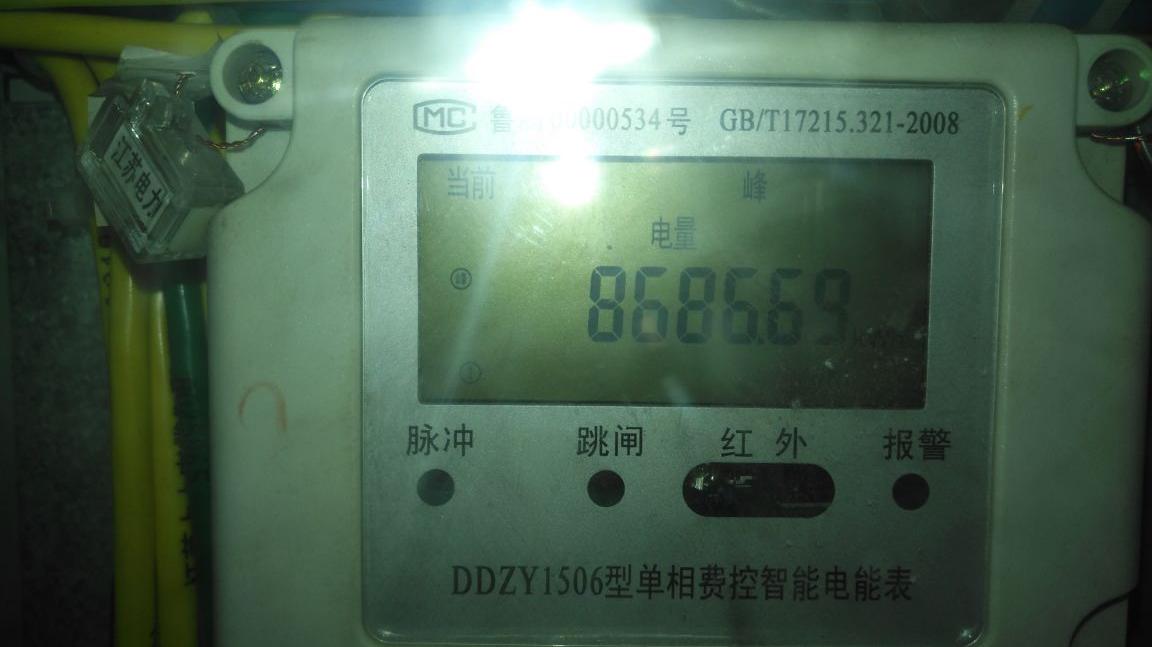 MC 鲁 00000534号 GB/T17215.321-2008
江苏电力
当前 峰
电量
8686.69
脉冲 跳闸 红外 报警
DDZY1506型单相费控智能电能表